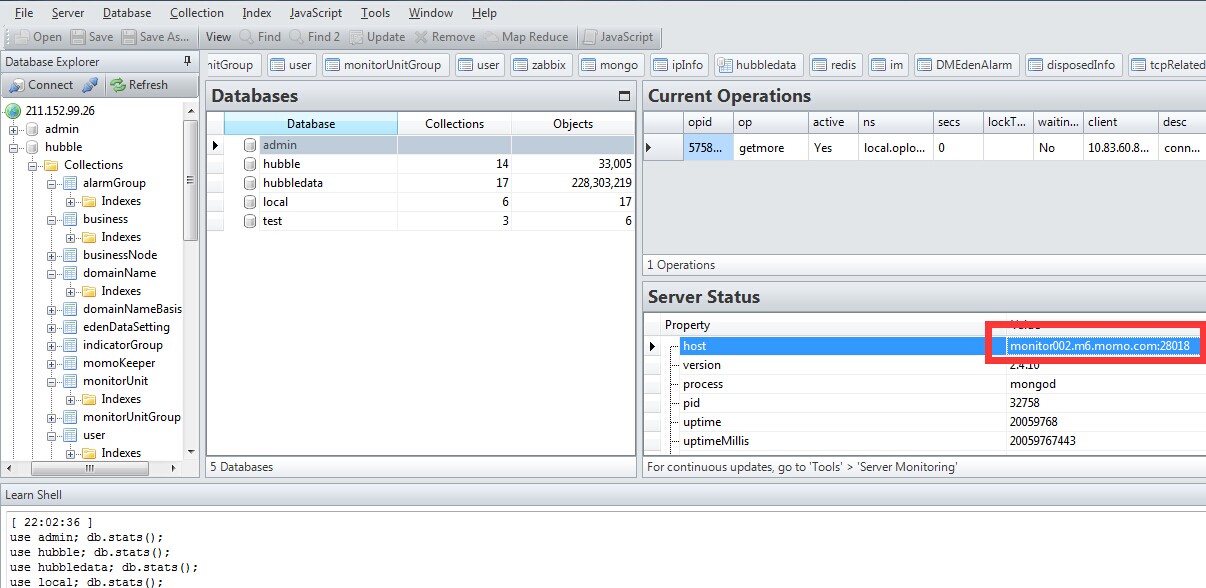 File Server Database Collection Index JavaScript Tools Window Help
Open Save Save As... View Find Find 2 Update Remove Map Reduce JavaScript
Database Explorer
Connect Refresh
211.152.99.26
admin
hubble
Collections
alarmGroup
Indexes
business
Indexes
businessNode
domainName
Indexes
domainNameBasis
edenDataSetting
indicatorGroup
momoKeeper
monitorUnit
Indexes
monitorUnitGroup
user
Indexes
nitGroup user monitorUnitGroup user zabbix mongo ipInfo hubbledata redis im DMEdenAlarm disposedInfo tcpRelated
Databases
Database Collections Objects
admin
hubble 14 33,005
hubbledata 17 228,303,219
local 6 17
test 3 6
5 Databases
Current Operations
opid op active ns secs lockT... waitin... client desc
5758... getmore Yes local.oplo... 0 No 10.83.60.8... conn...
1 Operations
Server Status
Property Value
host monitor002.m6.momo.com:28018
version 2.4.10
process mongod
pid 32758
uptime 20059768
uptimeMillis 20059767443
For continuous updates, go to 'Tools' > 'Server Monitoring'
Learn Shell
[ 22:02:36 ]
use admin; db.stats();
use hubble; db.stats();
use hubbledata; db.stats();
use local; db.stats();